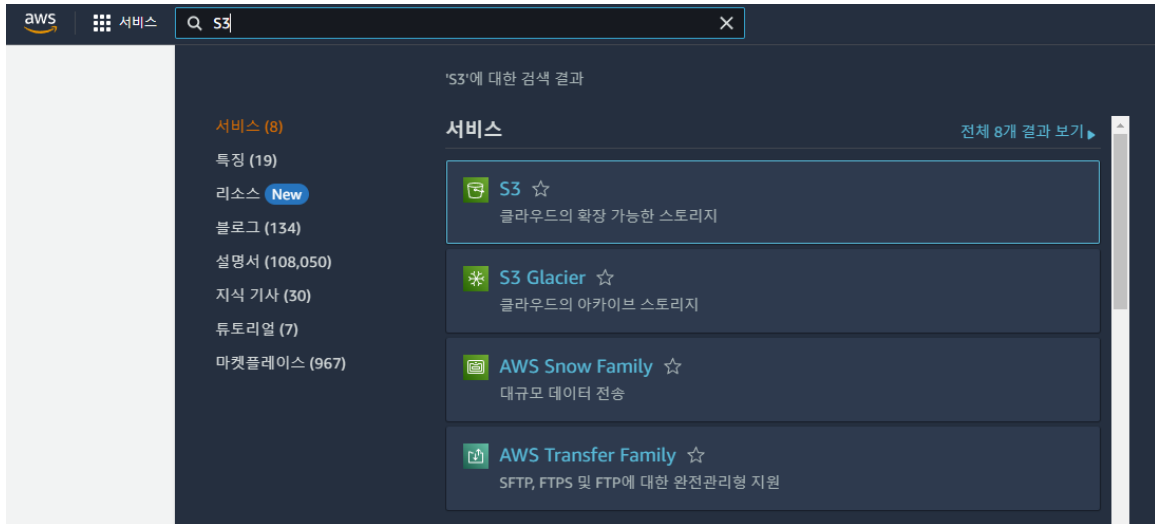 aws
서비스
S3
'S3'에 대한 검색 결과
서비스 (8)
특징 (19)
리소스 New
블로그 (134)
설명서 (108,050)
지식 기사 (30)
튜토리얼 (7)
마켓플레이스 (967)
서비스
전체 8개 결과 보기
S3
클라우드의 확장 가능한 스토리지
S3 Glacier
클라우드의 아카이브 스토리지
AWS Snow Family
대규모 데이터 전송
AWS Transfer Family
SFTP, FTPS 및 FTP에 대한 완전관리형 지원